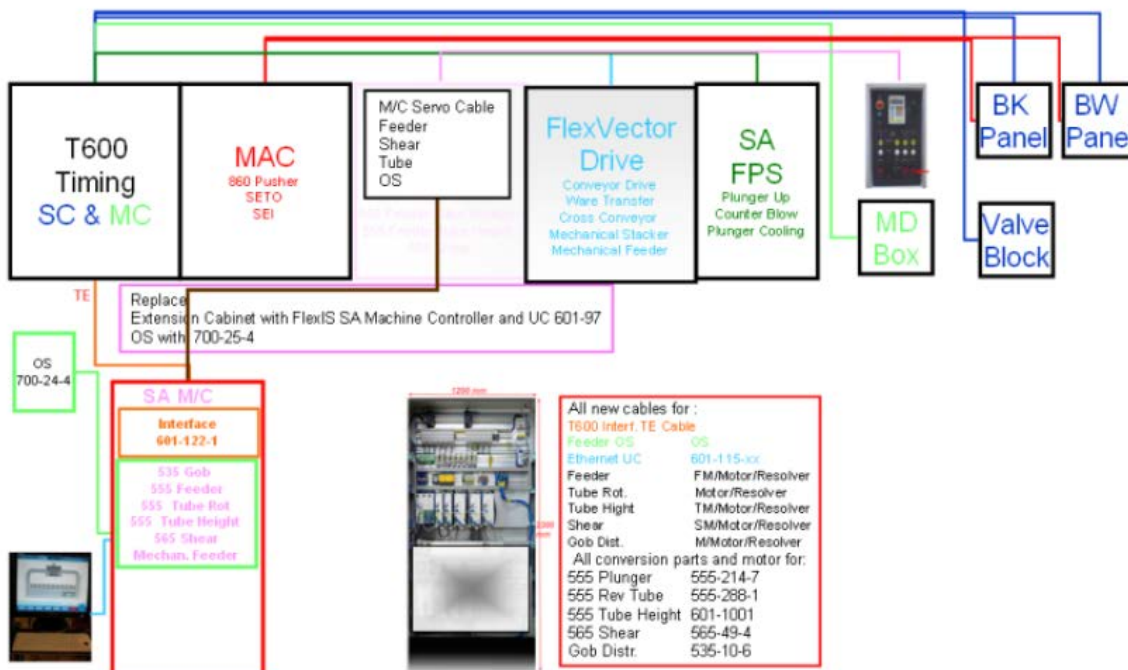 T600
Timing
SC & MC
MAC
860 Pusher
SETO
SEI
M/C Servo Cable
Feeder
Shear
Tube
OS
FlexVector
Drive
Conveyor Drive
Ware Transfer
Cross Conveyor
Mechanical Stacker
Mechanical Feeder
SA
FPS
Plunger Up
Counter Blow
Plunger Cooling
MD
Box
BK
Panel
BW
Panel
Valve
Block
TE
Replace
Extension Cabinet with FlexIS SA Machine Controller and UC 601-97
OS with 700-25-4
OS
700-24-4
SA M/C
Interface
601-122-1
535 Gob
555 Feeder
555 Tube Rot
555 Tube Height
565 Shear
Mechan. Feeder
1200 mm
All new cables for :
T600 Interf. TE Cable
Feeder OS OS
Ethernet UC 601-115-xx
Feeder FM/Motor/Resolver
Tube Rot. Motor/Resolver
Tube Hight TM/Motor/Resolver
Shear SM/Motor/Resolver
Gob Dist. M/Motor/Resolver
All conversion parts and motor for:
555 Plunger 555-214-7
555 Rev Tube 555-288-1
555 Tube Height 601-1001
565 Shear 565-49-4
Gob Distr. 535-10-6